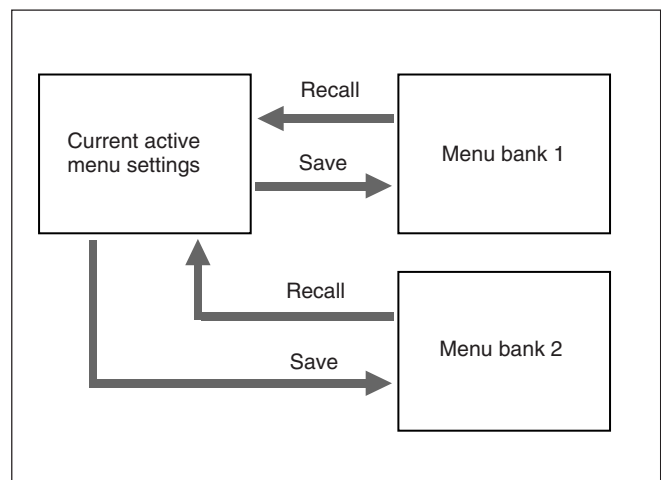 Recall
Current active
menu settings
Menu bank 1
Save
Recall
Menu bank 2
Save